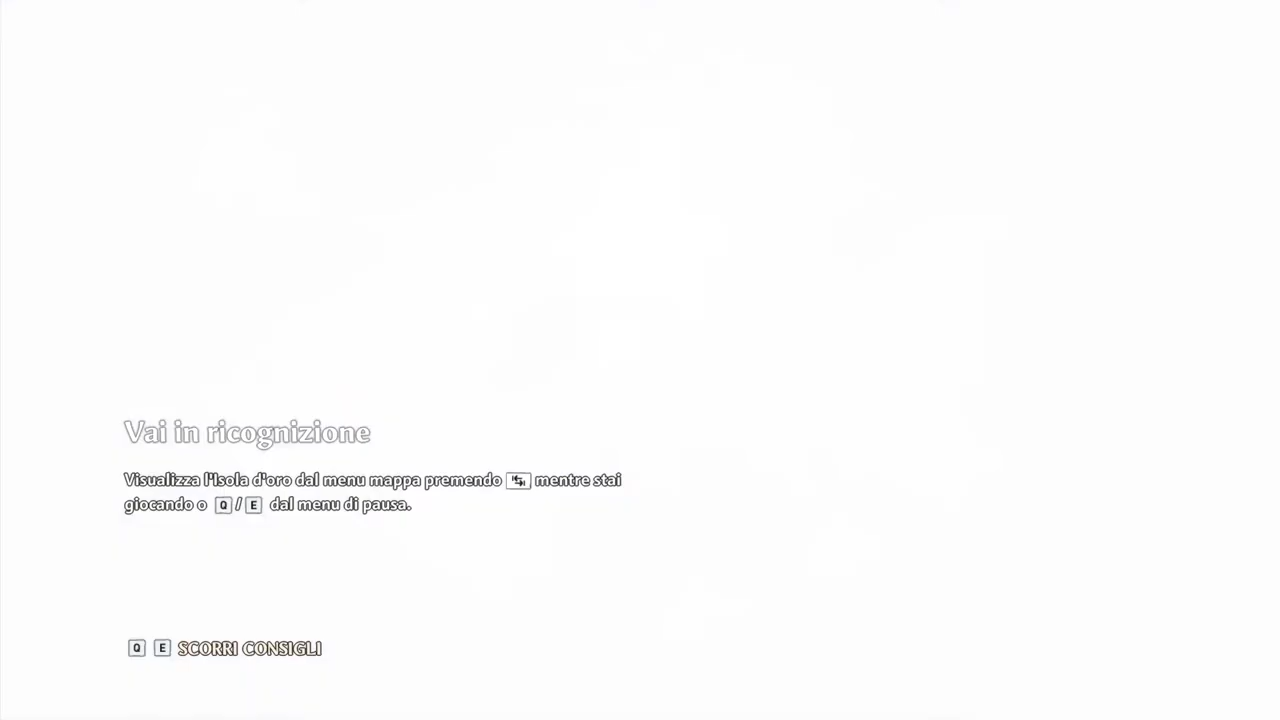 Vai in ricognizione
Visualizza l'Isola d'oro dal menu mappa premendo mentre stai
giocando o Q / E dal menu di pausa.
Q E SCORRI CONSIGLI